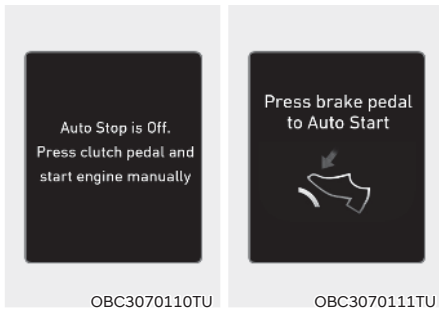 Auto Stop is Off.
Press clutch pedal and
start engine manually
OBC3070110TU
Press brake pedal
to Auto Start
OBC3070111TU